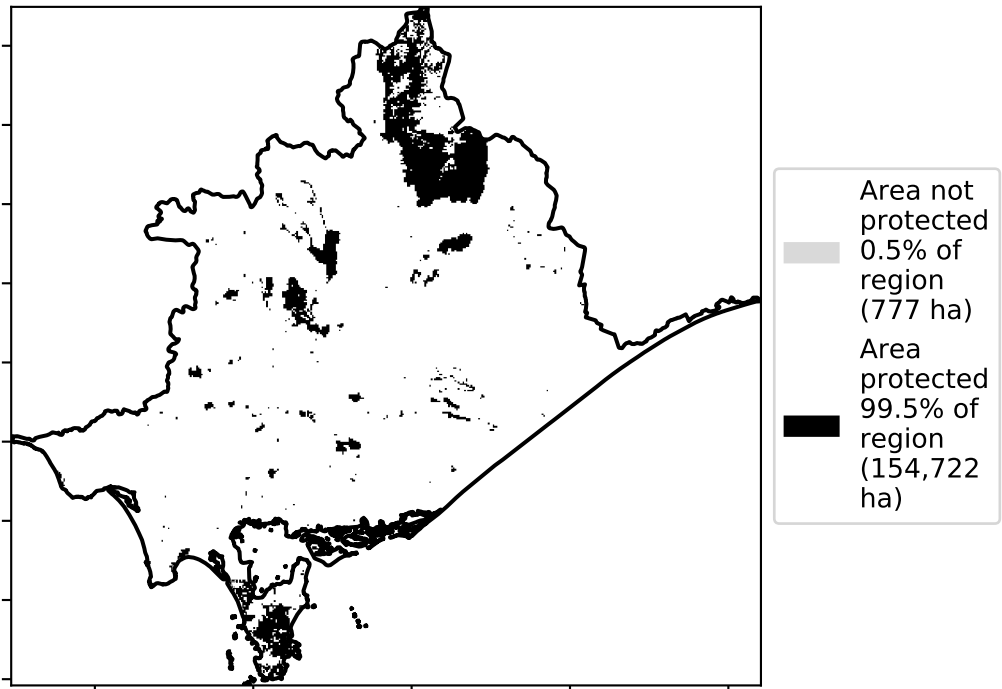 Area not
protected
0.5% of
region
(777 ha)
Area
protected
99.5% of
region
(154,722
ha)